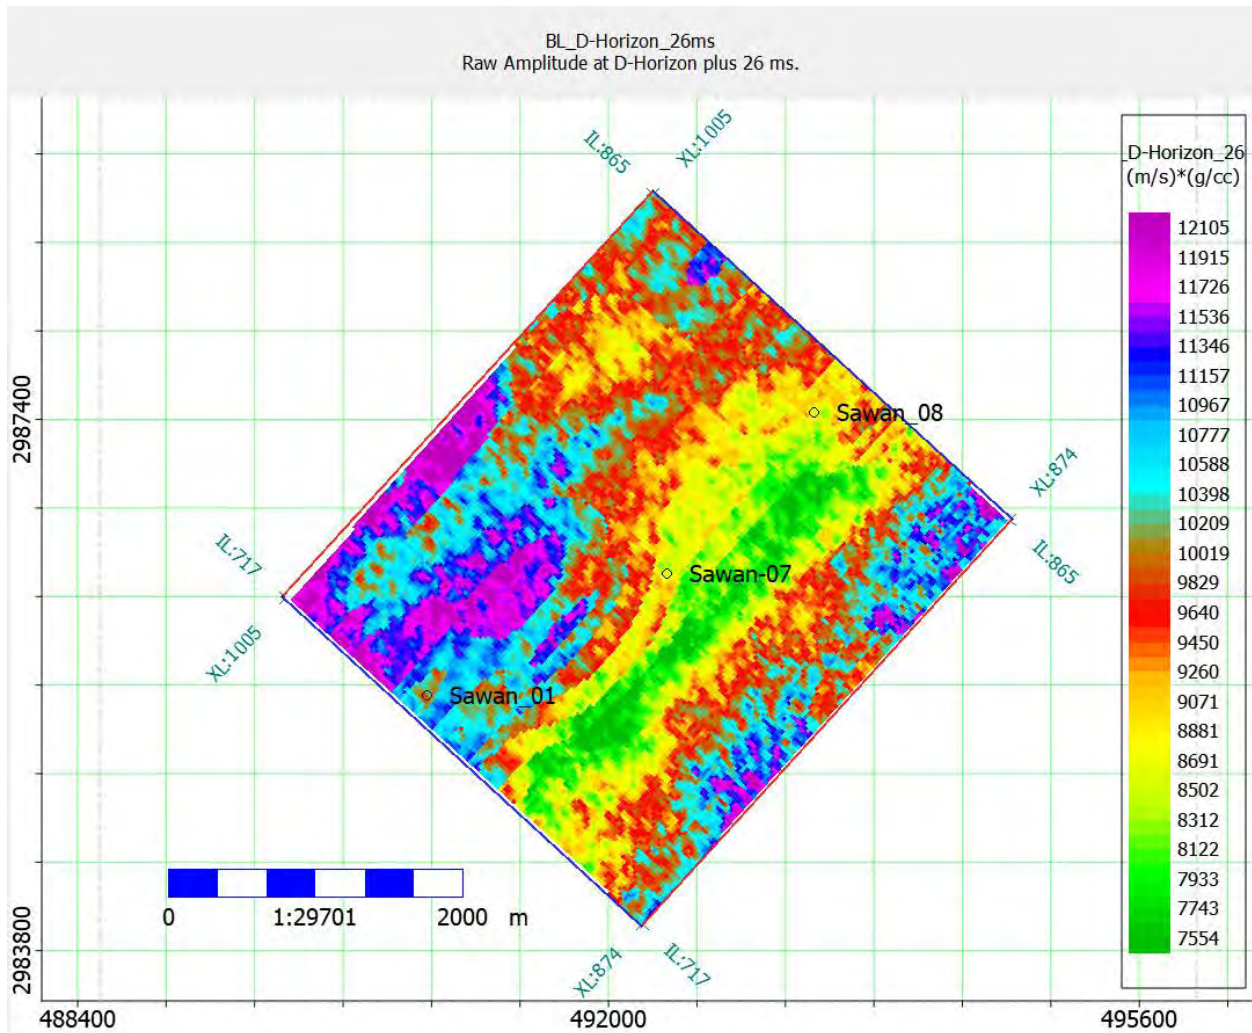 BL_D-Horizon_26ms
Raw Amplitude at D-Horizon plus 26 ms.
IL:865
XL:1005
_D-Horizon_26
(m/s)*(g/cc)
12105
11915
11726
11536
11346
11157
10967
10777
10588
10398
10209
10019
9829
9640
9450
9260
9071
8881
8691
8502
8312
8122
7933
7743
7554
2987400
Sawan_08
XL:874
IL:865
IL:717
Sawan-07
XL:1005
Sawan_01
0
1:29701
2000 m
2983800
XL:874
IL:717
488400
492000
495600